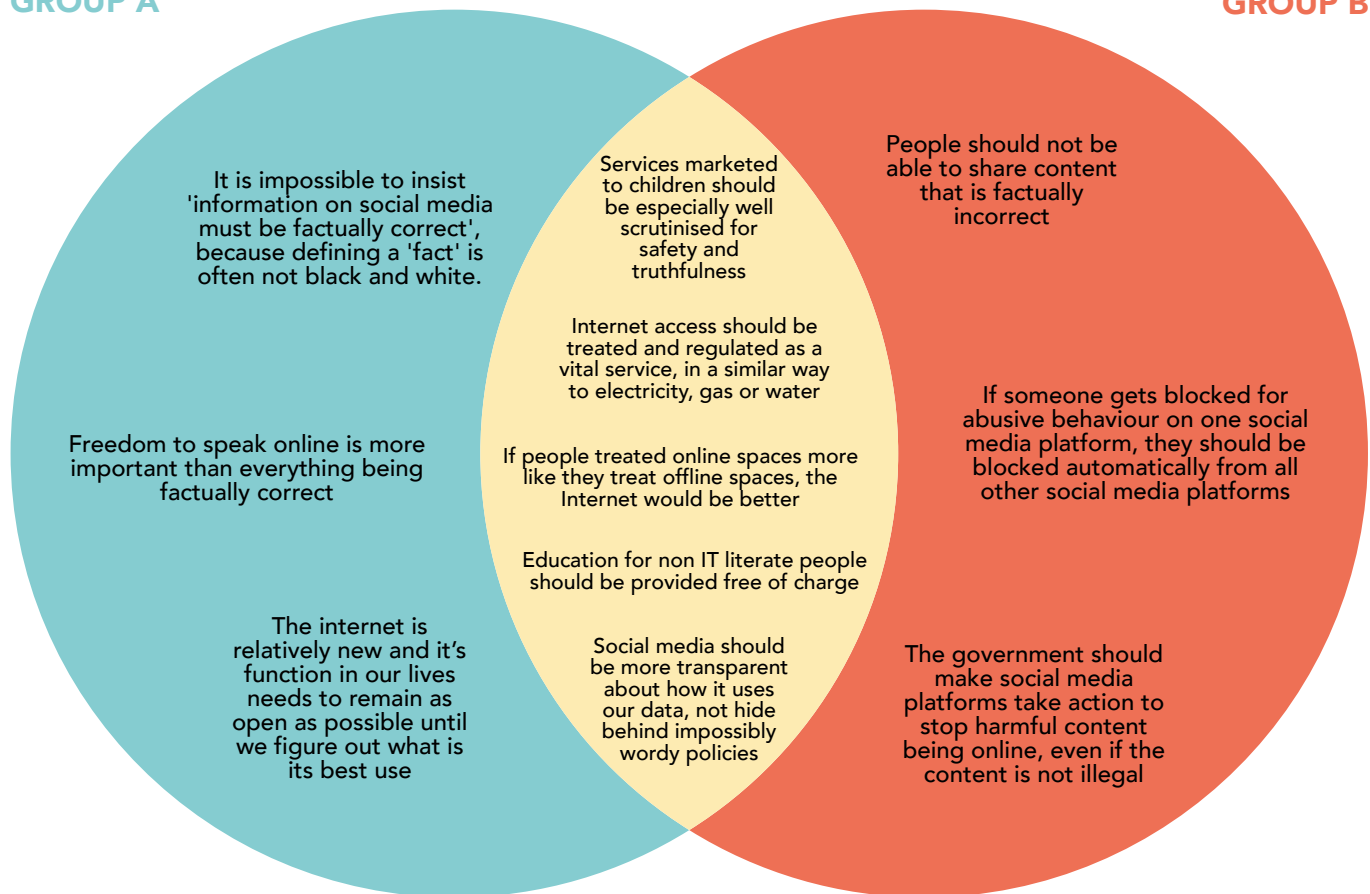 GROUP A
GROUP B
It is impossible to insist
'information on social media
must be factually correct',
because defining a 'fact' is
often not black and white.
Freedom to speak online is more
important than everything being
factually correct
The internet is
relatively new and it’s
function in our lives
needs to remain as
open as possible until
we figure out what is
its best use
Services marketed
to children should
be especially well
scrutinised for
safety and
truthfulness
Internet access should be
treated and regulated as a
vital service, in a similar way
to electricity, gas or water
If people treated online spaces more
like they treat offline spaces, the
Internet would be better
Education for non IT literate people
should be provided free of charge
Social media should
be more transparent
about how it uses
our data, not hide
behind impossibly
wordy policies
People should not be
able to share content
that is factually
incorrect
If someone gets blocked for
abusive behaviour on one social
media platform, they should be
blocked automatically from all
other social media platforms
The government should
make social media
platforms take action to
stop harmful content
being online, even if the
content is not illegal